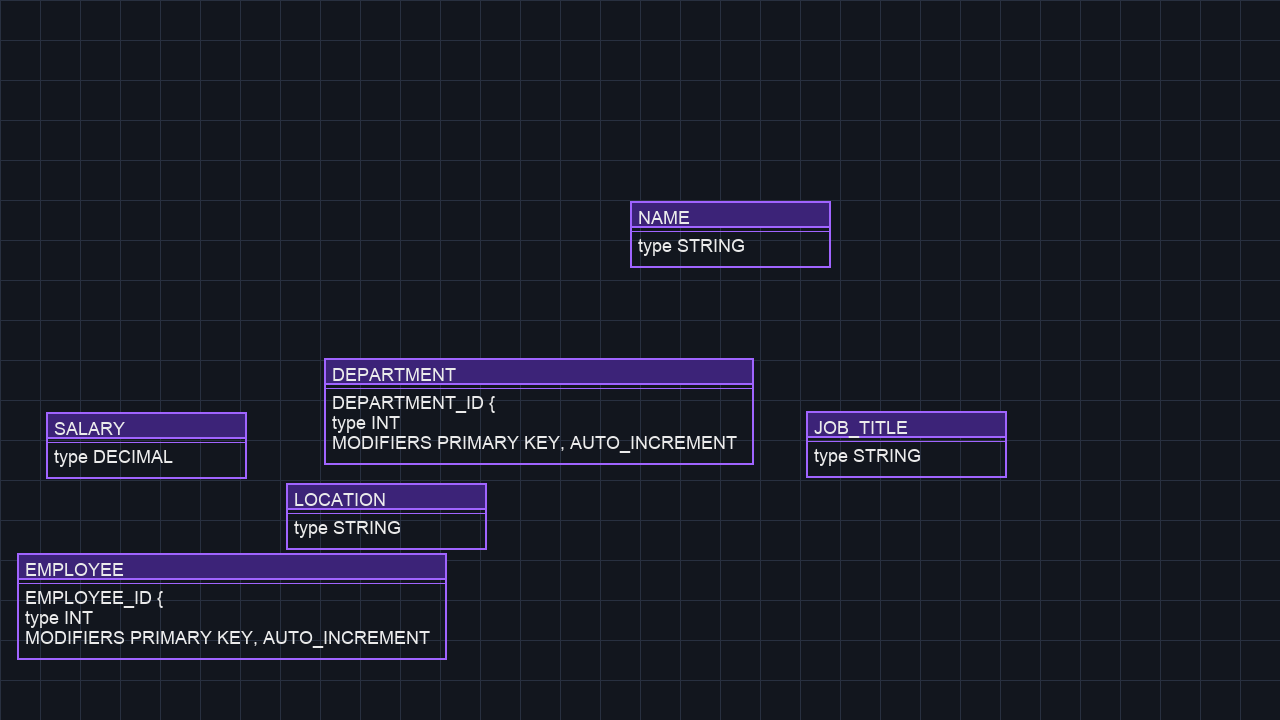 NAME
type STRING
DEPARTMENT
DEPARTMENT_ID {
type INT
MODIFIERS PRIMARY KEY, AUTO_INCREMENT
SALARY
type DECIMAL
JOB_TITLE
type STRING
LOCATION
type STRING
EMPLOYEE
EMPLOYEE_ID {
type INT
MODIFIERS PRIMARY KEY, AUTO_INCREMENT